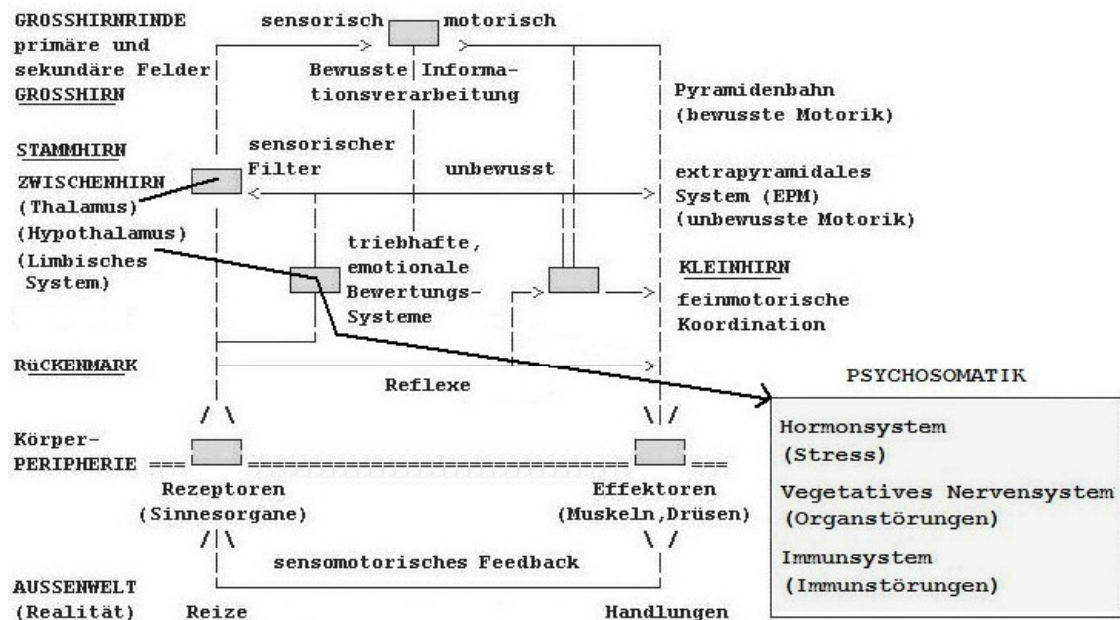 GROSSHIRNRINDE
primäre und
sekundäre Felder
GROSSHIRN
sensorisch motorisch
Bewusste Informa-
tionsverarbeitung
Pyramidenbahn
(bewusste Motorik)
STAMMHIRN
ZWISCHENHIRN
(Thalamus)
(Hypothalamus)
(Limbisches
System)
sensorischer
Filter
unbewusst
extrapyramidales
System (EPM)
(unbewusste Motorik)
triebhafte,
emotionale
Bewertungs-
Systeme
KLEINHIRN
feinmotorische
Koordination
RüCKENMARK
Reflexe
PSYCHOSOMATIK
Hormonsystem
(Stress)
Vegetatives Nervensystem
(Organstörungen)
Immunsystem
(Immunstörungen)
Körper-
PERIPHERIE
Rezeptoren
(Sinnesorgane)
Effektoren
(Muskeln,Drüsen)
sensomotorisches Feedback
AUSSENWELT
(Realität)
Reize
Handlungen